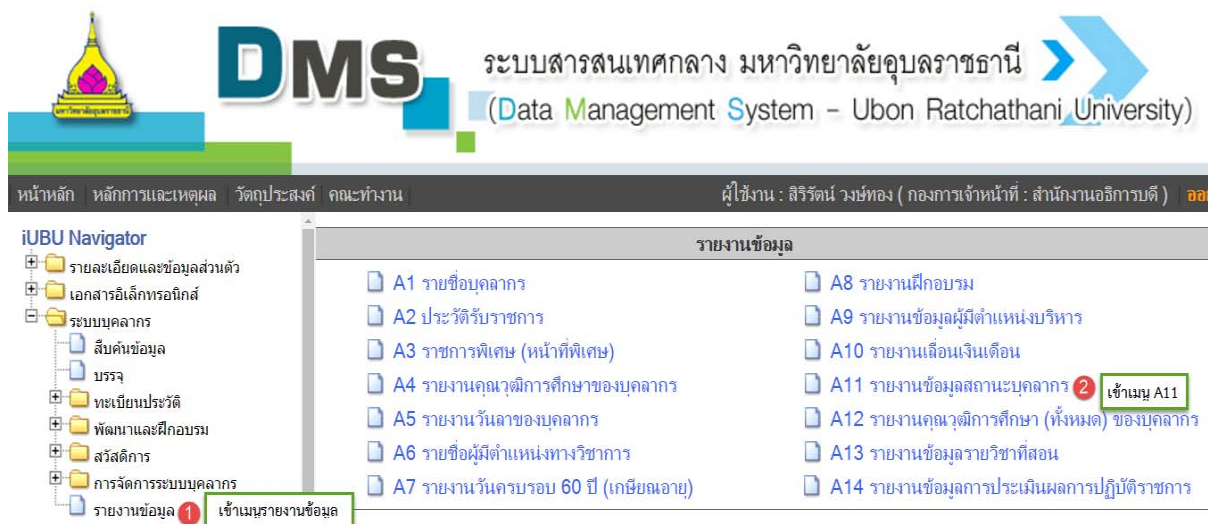 มหาวิทยาลัยอุบลราชธานี
DMS
ระบบสารสนเทศกลาง มหาวิทยาลัยอุบลราชธานี
(Data Management System – Ubon Ratchathani University)
หน้าหลัก หลักการและเหตุผล วัตถุประสงค์ คณะทำงาน ผู้ใช้งาน : สิริรัตน์ วงษ์ทอง ( กองการเจ้าหน้าที่ : สำนักงานอธิการบดี )
iUBU Navigator
รายละเอียดและข้อมูลส่วนตัว
เอกสารอิเล็กทรอนิกส์
ระบบบุคลากร
สืบค้นข้อมูล
บรรจุ
ทะเบียนประวัติ
พัฒนาและฝึกอบรม
สวัสดิการ
การจัดการระบบบุคลากร
รายงานข้อมูล 1 เข้าเมนูรายงานข้อมูล
รายงานข้อมูล
A1 รายชื่อบุคลากร
A2 ประวัติรับราชการ
A3 ราชการพิเศษ (หน้าที่พิเศษ)
A4 รายงานคุณวุฒิการศึกษาของบุคลากร
A5 รายงานวันลาของบุคลากร
A6 รายชื่อผู้มีตำแหน่งทางวิชาการ
A7 รายงานวันครบรอบ 60 ปี (เกษียณอายุ)
A8 รายงานฝึกอบรม
A9 รายงานข้อมูลผู้มีตำแหน่งบริหาร
A10 รายงานเลื่อนเงินเดือน
A11 รายงานข้อมูลสถานะบุคลากร 2 เข้าเมนู A11
A12 รายงานคุณวุฒิการศึกษา (ทั้งหมด) ของบุคลากร
A13 รายงานข้อมูลรายวิชาที่สอน
A14 รายงานข้อมูลการประเมินผลการปฏิบัติราชการ